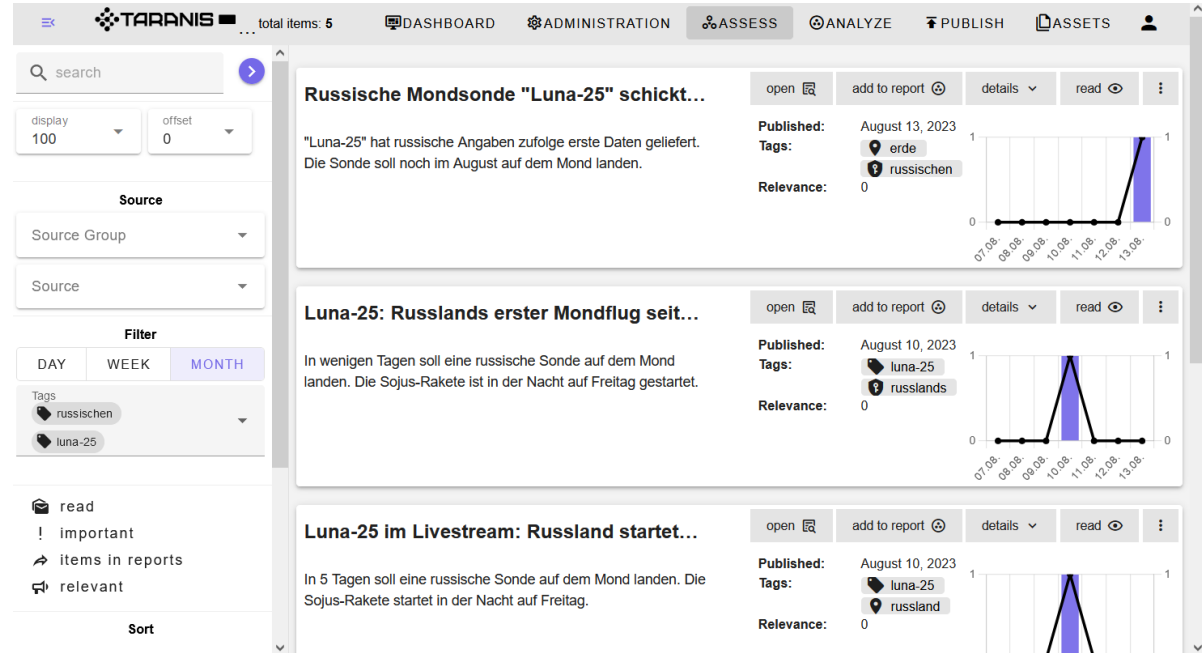 TARANIS
... total items: 5
DASHBOARD
ADMINISTRATION
ASSESS
ANALYZE
PUBLISH
ASSETS
search
display
100
offset
0
Source
Source Group
Source
Filter
DAY WEEK MONTH
Tags
russischen
luna-25
read
! important
items in reports
relevant
Sort
Russische Mondsonde "Luna-25" schickt...
"Luna-25" hat russische Angaben zufolge erste Daten geliefert.
Die Sonde soll noch im August auf dem Mond landen.
open add to report details read
Published: August 13, 2023
Tags: erde
russischen
Relevance: 0
1 1
0 0
07.08. 08.08. 09.08. 10.08. 11.08. 12.08. 13.08.
Luna-25: Russlands erster Mondflug seit...
In wenigen Tagen soll eine russische Sonde auf dem Mond
landen. Die Sojus-Rakete ist in der Nacht auf Freitag gestartet.
open add to report details read
Published: August 10, 2023
Tags: luna-25
russlands
Relevance: 0
1 1
0 0
07.08. 08.08. 09.08. 10.08. 11.08. 12.08. 13.08.
Luna-25 im Livestream: Russland startet...
In 5 Tagen soll eine russische Sonde auf dem Mond landen. Die
Sojus-Rakete startet in der Nacht auf Freitag.
open add to report details read
Published: August 10, 2023
Tags: luna-25
russland
Relevance: 0
1 1